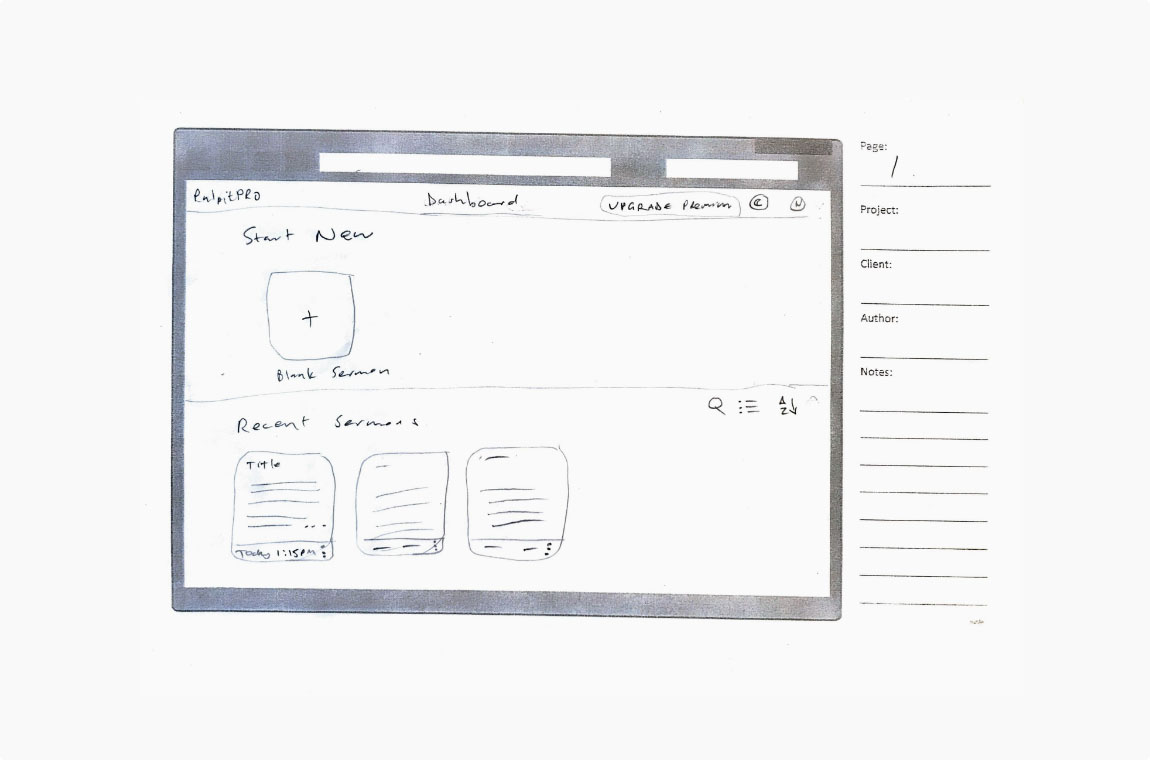 PulpitPRO
Dashboard
UPGRADE Premium
Page:
1
Project:
Start New
+
Client:
Author:
Blank Sermon
Notes:
Recent Sermons
A
Z
Title
...
Today 1:15PM